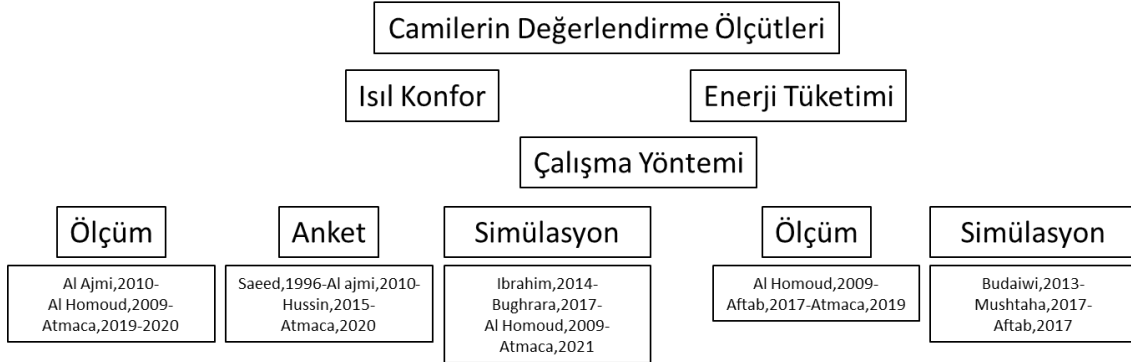 Camilerin Değerlendirme Ölçütleri
Isıl Konfor
Enerji Tüketimi
Çalışma Yöntemi
Ölçüm
Anket
Simülasyon
Ölçüm
Simülasyon
Al Ajmi,2010-
Al Homoud,2009-
Atmaca,2019-2020
Saeed,1996-Al ajmi,2010-
Hussin,2015-
Atmaca,2020
Ibrahim,2014-
Bughrara,2017-
Al Homoud,2009-
Atmaca,2021
Al Homoud,2009-
Aftab,2017-Atmaca,2019
Budaiwi,2013-
Mushtaha,2017-
Aftab,2017